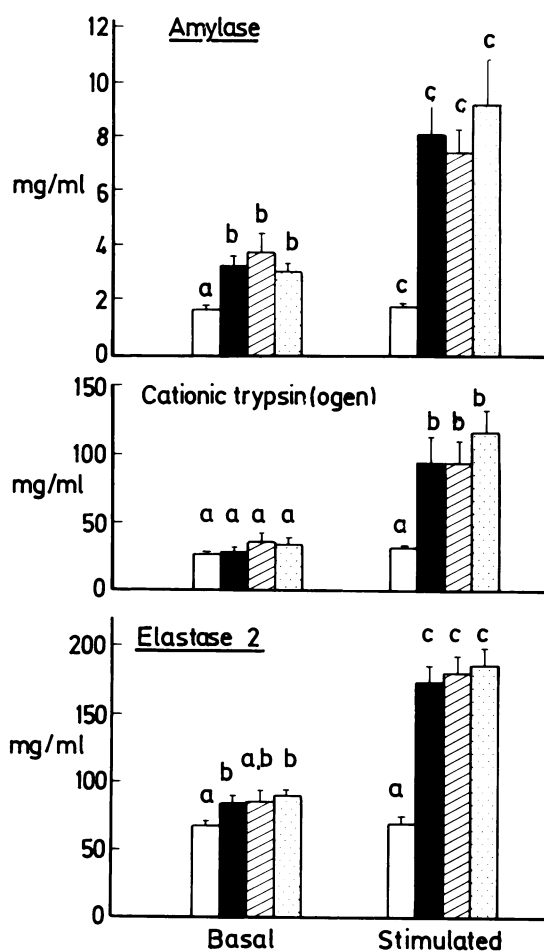 Amylase
12
10
8
6
4
2
0
mg/ml
a b b b
c c c c
Cationic trypsin(ogen)
150
100
50
0
mg/ml
a a a a
a b b b
Elastase 2
200
150
100
50
0
mg/ml
a b a,b b
a c c c
Basal Stimulated